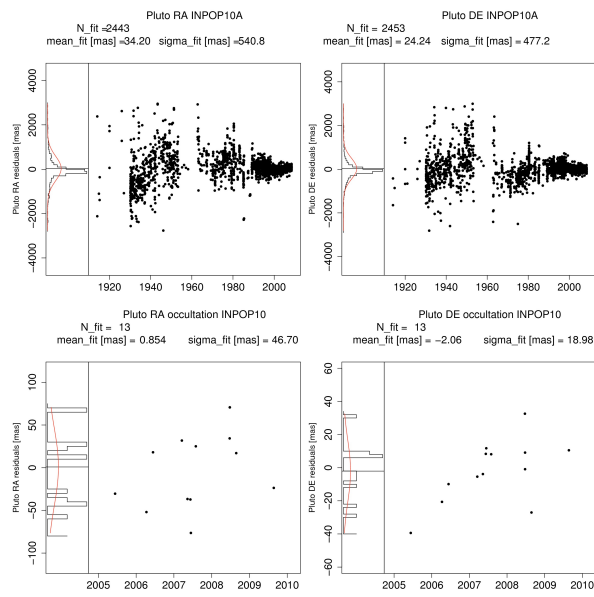 Pluto RA INPOP10A
N_fit =2443
mean_fit [mas] =34.20 sigma_fit [mas] =540.8
Pluto RA residuals [mas]
4000
2000
0
−2000
−4000
1920 1940 1960 1980 2000
Pluto DE INPOP10A
N_fit = 2453
mean_fit [mas] = 24.24 sigma_fit [mas] = 477.2
Pluto DE residuals [mas]
4000
2000
0
−2000
−4000
1920 1940 1960 1980 2000
Pluto RA occultation INPOP10
N_fit = 13
mean_fit [mas] = 0.854 sigma_fit [mas] = 46.70
Pluto RA residuals [mas]
100
50
0
−50
−100
2005 2006 2007 2008 2009 2010
Pluto DE occultation INPOP10
N_fit = 13
mean_fit [mas] = −2.06 sigma_fit [mas] = 18.98
Pluto DE residuals [mas]
60
40
20
0
−20
−40
−60
2005 2006 2007 2008 2009 2010